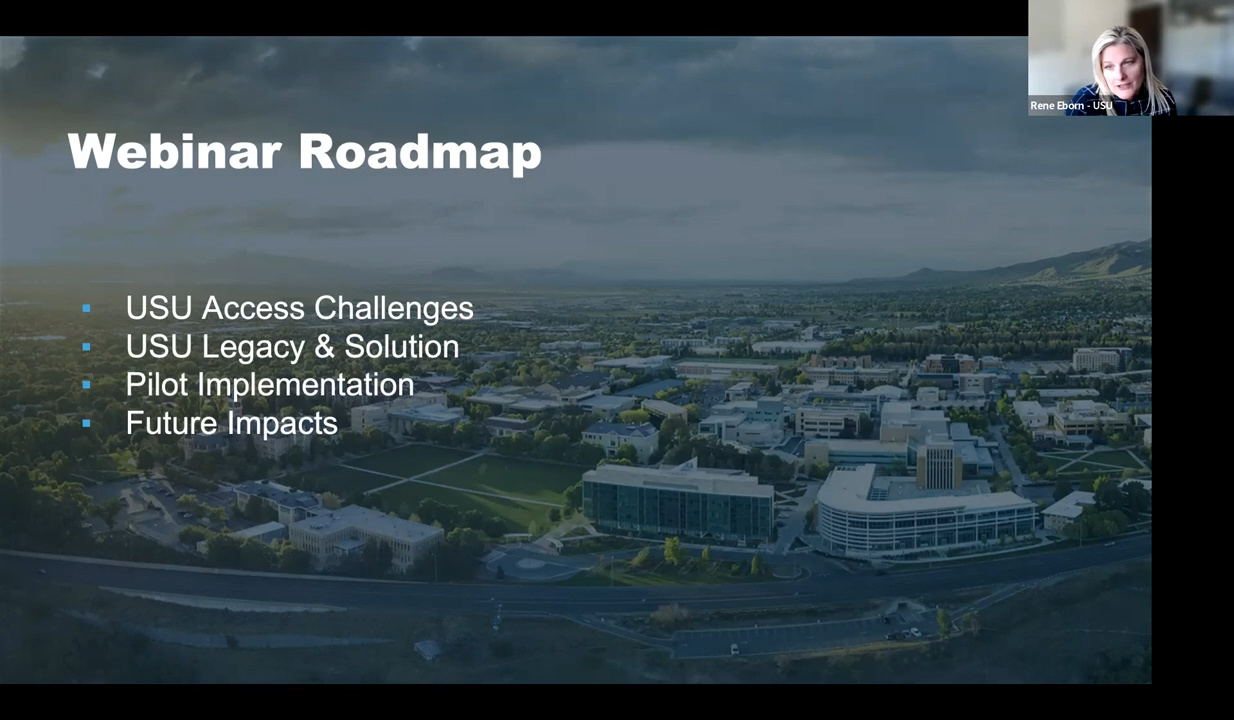 Rene Eborn - USU
Webinar Roadmap
USU Access Challenges
USU Legacy & Solution
Pilot Implementation
Future Impacts